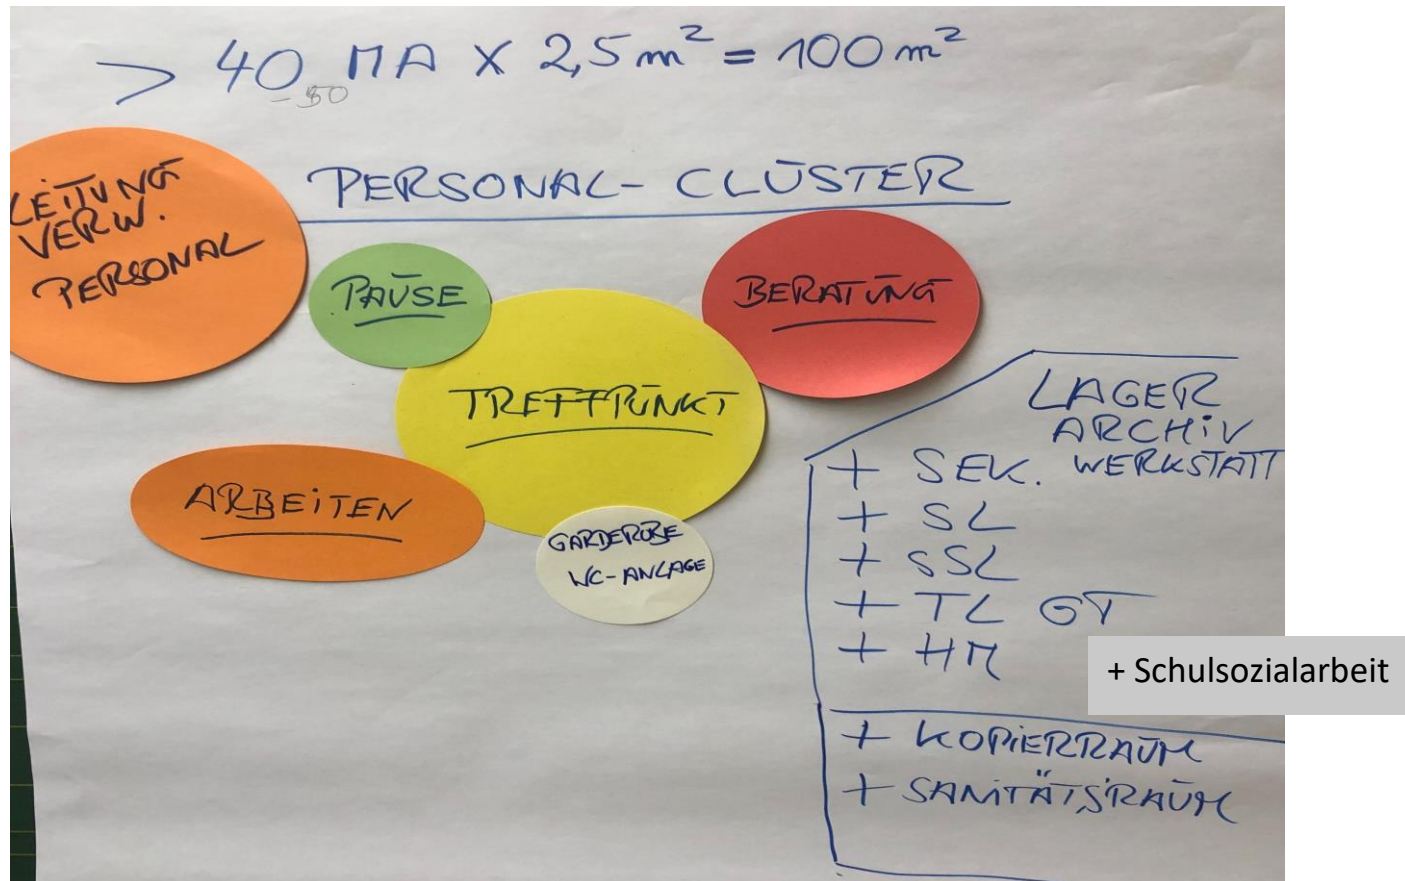 > 40 MA X 2,5 m² = 100 m²
- 50
PERSONAL- CLUSTER
LEITUNG
VERW.
PERSONAL
PAUSE
BERATUNG
TREFFPUNKT
ARBEITEN
GARDEROBE
WC-ANLAGE
LAGER
ARCHIV
WERKSTATT
+ SEK.
+ SL
+ SSL
+ TL GT
+ HM
+ Schulsozialarbeit
+ KOPIERRAUM
+ SANITÄTSRAUM